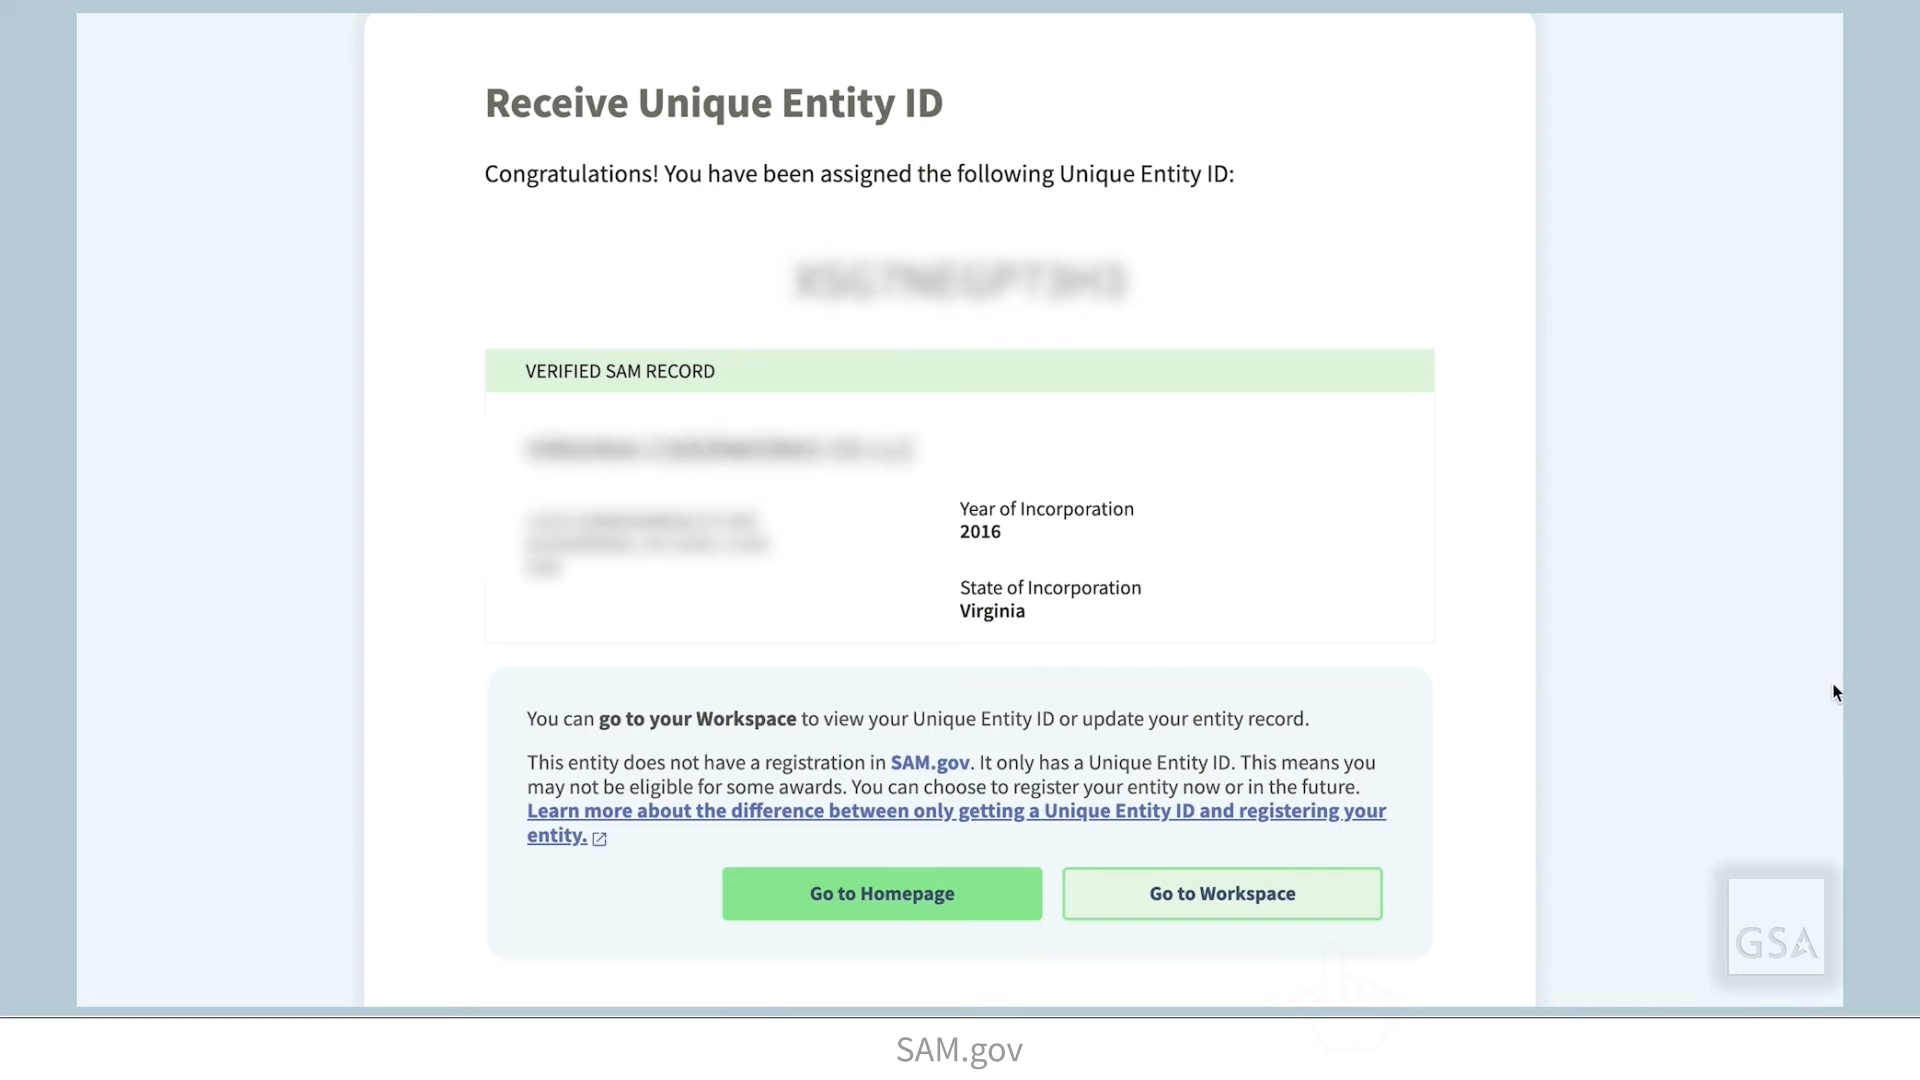 Receive Unique Entity ID
Congratulations! You have been assigned the following Unique Entity ID:
VERIFIED SAM RECORD
Year of Incorporation
2016
State of Incorporation
Virginia
You can go to your Workspace to view your Unique Entity ID or update your entity record.
This entity does not have a registration in SAM.gov. It only has a Unique Entity ID. This means you
may not be eligible for some awards. You can choose to register your entity now or in the future.
Learn more about the difference between only getting a Unique Entity ID and registering your
entity.
Go to Homepage
Go to Workspace
GSA
SAM.gov